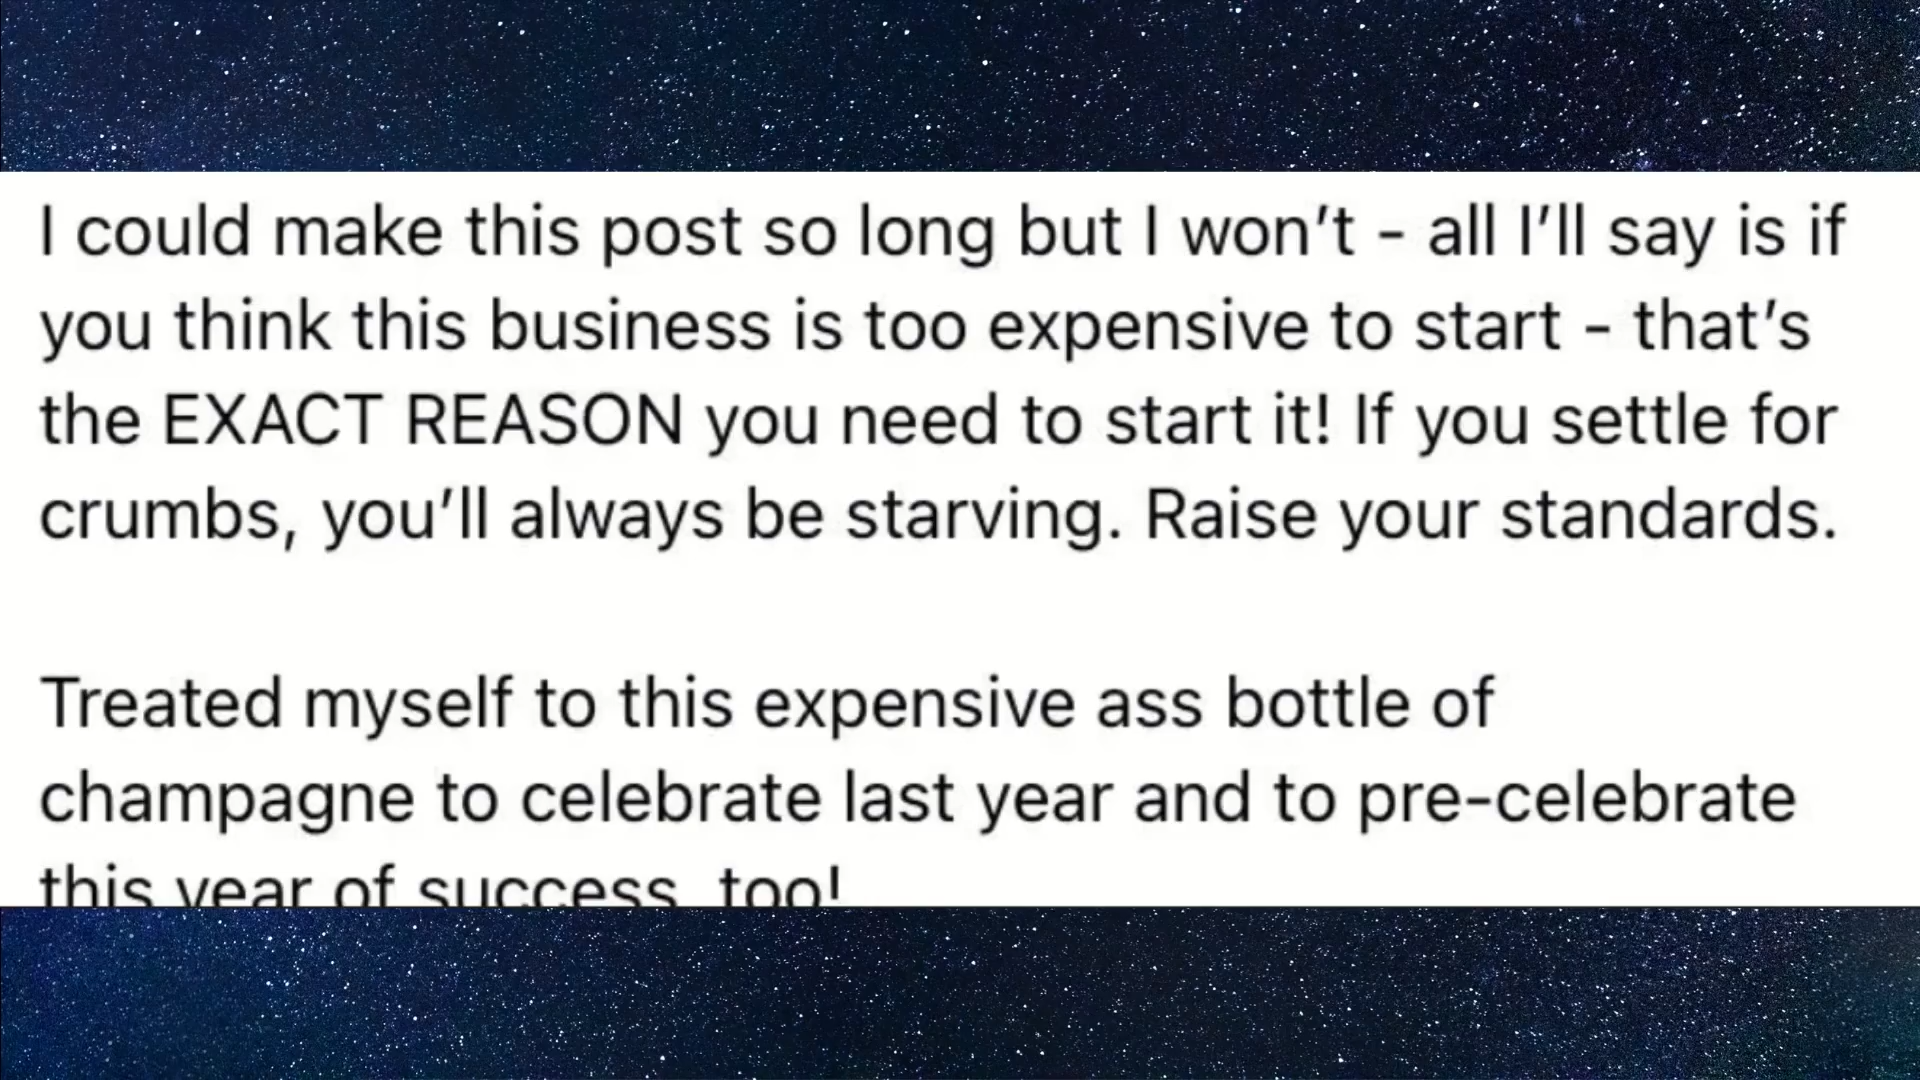 I could make this post so long but I won’t - all I’ll say is if
you think this business is too expensive to start - that’s
the EXACT REASON you need to start it! If you settle for
crumbs, you’ll always be starving. Raise your standards.
Treated myself to this expensive ass bottle of
champagne to celebrate last year and to pre-celebrate
this year of success, too!